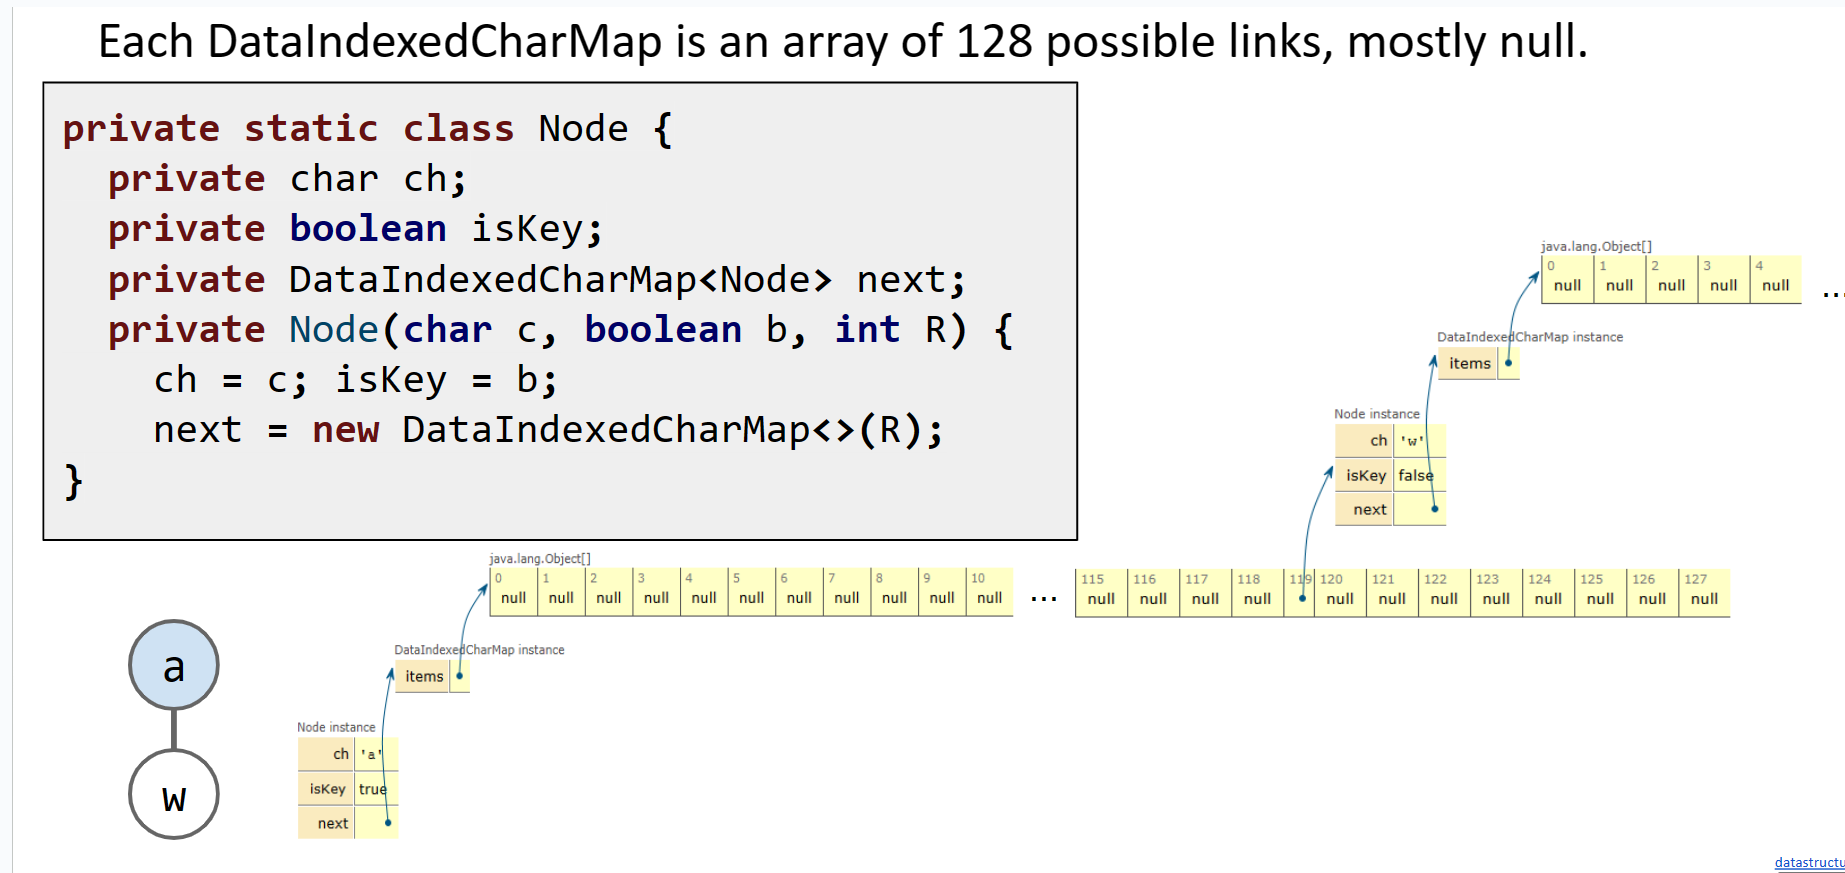 Each DataIndexedCharMap is an array of 128 possible links, mostly null.
private static class Node {
private char ch;
private boolean isKey;
private DataIndexedCharMap<Node> next;
private Node(char c, boolean b, int R) {
ch = c; isKey = b;
next = new DataIndexedCharMap<>(R);
}
java.lang.Object[]
0 1 2 3 4
null null null null null
...
DataIndexedCharMap instance
items
Node instance
ch 'w'
isKey false
next
java.lang.Object[]
0 1 2 3 4 5 6 7 8 9 10
null null null null null null null null null null null
...
115 116 117 118 119 120 121 122 123 124 125 126 127
null null null null null null null null null null null null
DataIndexedCharMap instance
items
Node instance
ch 'a'
isKey true
next
a
w
datastructu